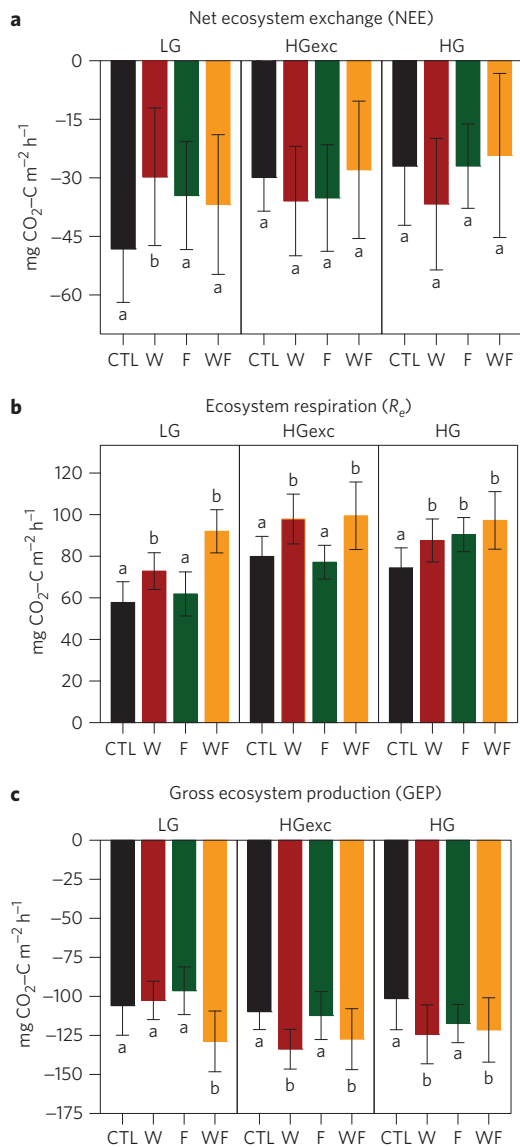 a Net ecosystem exchange (NEE)
LG HGexc HG
0
−15
−30
−45
−60
mg CO₂–C m⁻² h⁻¹
a b a a a a a a a a a a
CTL W F WF CTL W F WF CTL W F WF
b Ecosystem respiration (Rₑ)
LG HGexc HG
120
100
80
60
40
20
0
mg CO₂–C m⁻² h⁻¹
a b a b a b a b a b b b
CTL W F WF CTL W F WF CTL W F WF
c Gross ecosystem production (GEP)
LG HGexc HG
0
−25
−50
−75
−100
−125
−150
−175
mg CO₂–C m⁻² h⁻¹
a a a b a b a b a b a b
CTL W F WF CTL W F WF CTL W F WF